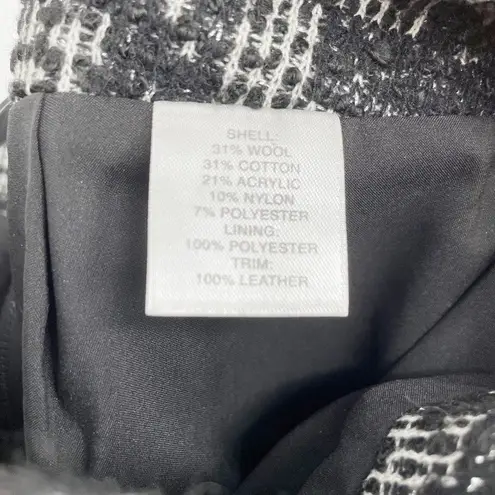 SHELL:
31% WOOL
31% COTTON
21% ACRYLIC
10% NYLON
7% POLYESTER
LINING:
100% POLYESTER
TRIM:
100% LEATHER